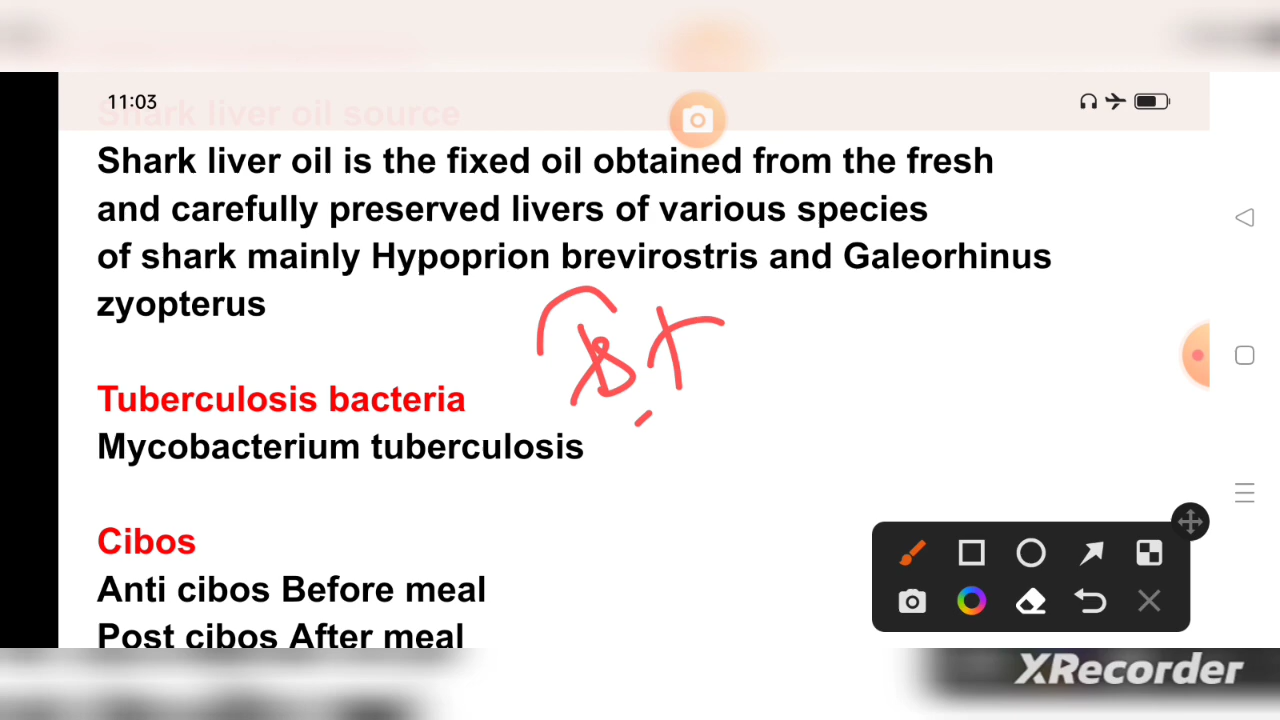 11:03
Shark liver oil source
Shark liver oil is the fixed oil obtained from the fresh
and carefully preserved livers of various species
of shark mainly Hypoprion brevirostris and Galeorhinus
zyopterus
Tuberculosis bacteria
Mycobacterium tuberculosis
Cibos
Anti cibos Before meal
Post cibos After meal
XRecorder